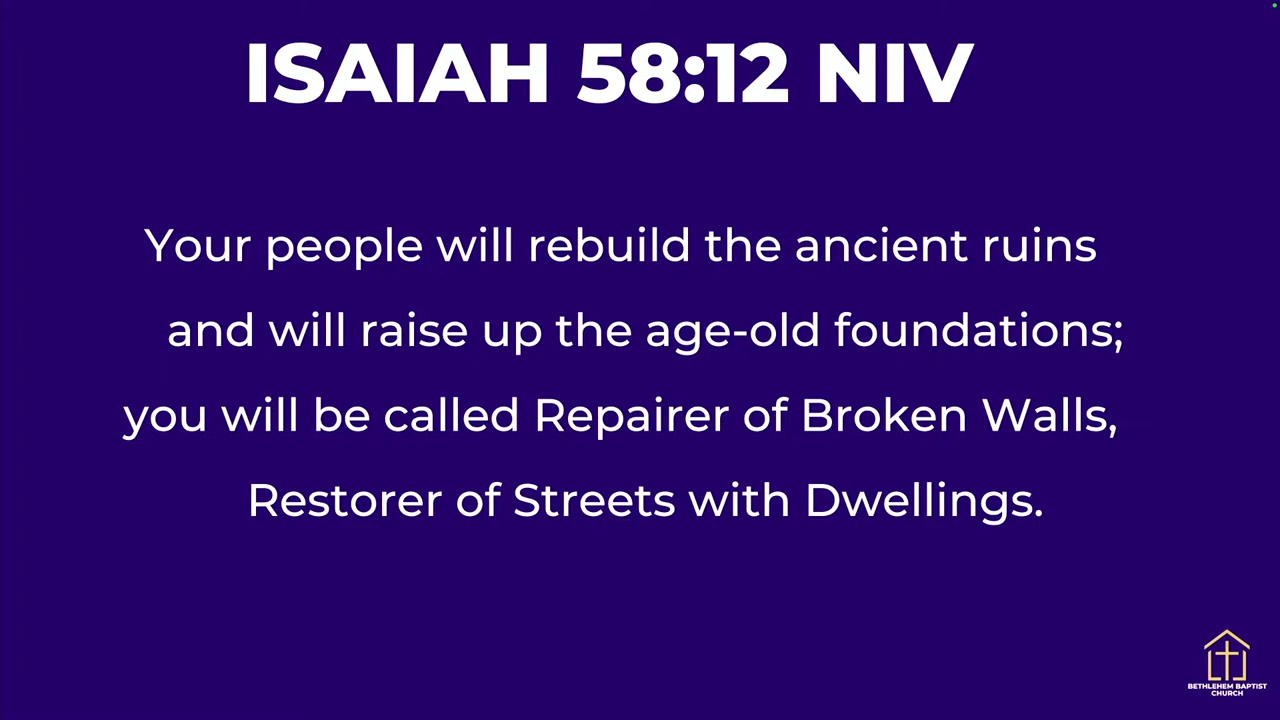 ISAIAH 58:12 NIV
Your people will rebuild the ancient ruins
and will raise up the age-old foundations;
you will be called Repairer of Broken Walls,
Restorer of Streets with Dwellings.
BETHLEHEM BAPTIST
CHURCH